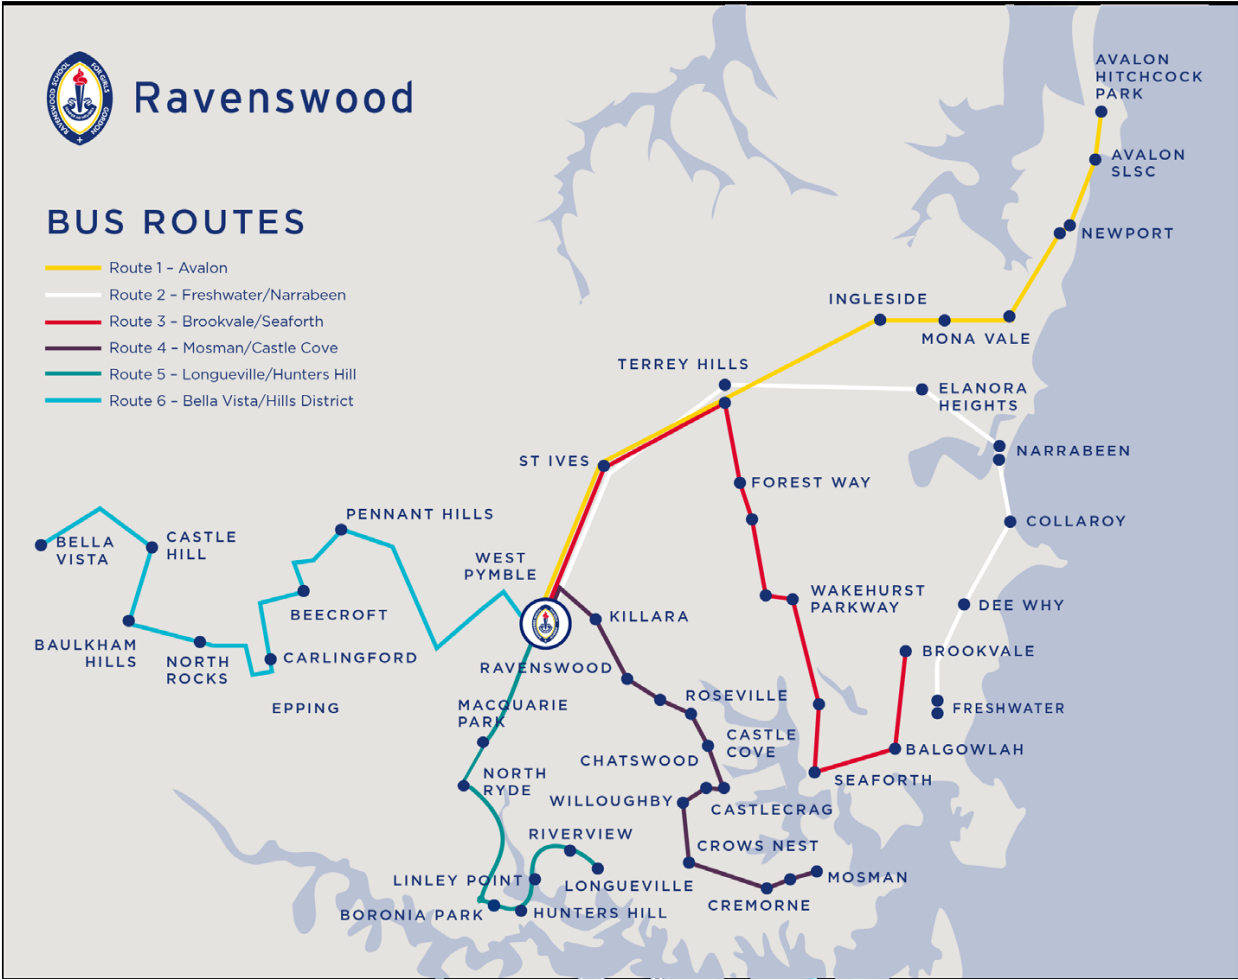 AVALON
HITCHCOCK
PARK
RAVENSWOOD SCHOOL
FOR GIRLS
GORDON
Ravenswood
AVALON
SLSC
BUS ROUTES
NEWPORT
Route 1 – Avalon
Route 2 – Freshwater/Narrabeen
Route 3 – Brookvale/Seaforth
Route 4 – Mosman/Castle Cove
Route 5 – Longueville/Hunters Hill
Route 6 – Bella Vista/Hills District
INGLESIDE
MONA VALE
TERREY HILLS
ELANORA
HEIGHTS
NARRABEEN
ST IVES
FOREST WAY
COLLAROY
PENNANT HILLS
BELLA
VISTA
CASTLE
HILL
WEST
PYMBLE
BEECROFT
KILLARA
WAKEHURST
PARKWAY
DEE WHY
BAULKHAM
HILLS
NORTH
ROCKS
CARLINGFORD
RAVENSWOOD
BROOKVALE
EPPING
MACQUARIE
PARK
ROSEVILLE
FRESHWATER
CASTLE
COVE
CHATSWOOD
BALGOWLAH
NORTH
RYDE
SEAFORTH
WILLOUGHBY
CASTLECRAG
RIVERVIEW
CROWS NEST
LINLEY POINT
LONGUEVILLE
MOSMAN
CREMORNE
BORONIA PARK
HUNTERS HILL